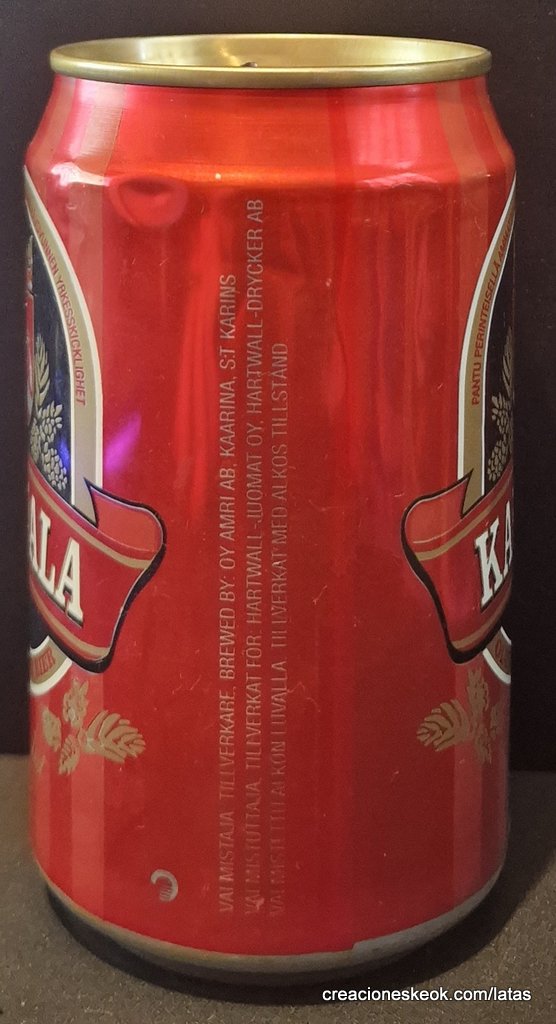 VALMISTAJA, TILLVERKARE, BREWED BY: OY AMRI AB, KAARINA, S:T KARINS
VALMISTUTTAJA, TILLVERKAT FÖR: HARTWALL-JUOMAT OY, HARTWALL-DRYCKER AB
VALMISTETTU ALKON LUVALLA TILLVERKAT MED ALKOS TILLSTÅND
YRKESSKICKLIGHET
ALA
PANTU PERINTEISELLÄ
KA
creacioneskeok.com/latas